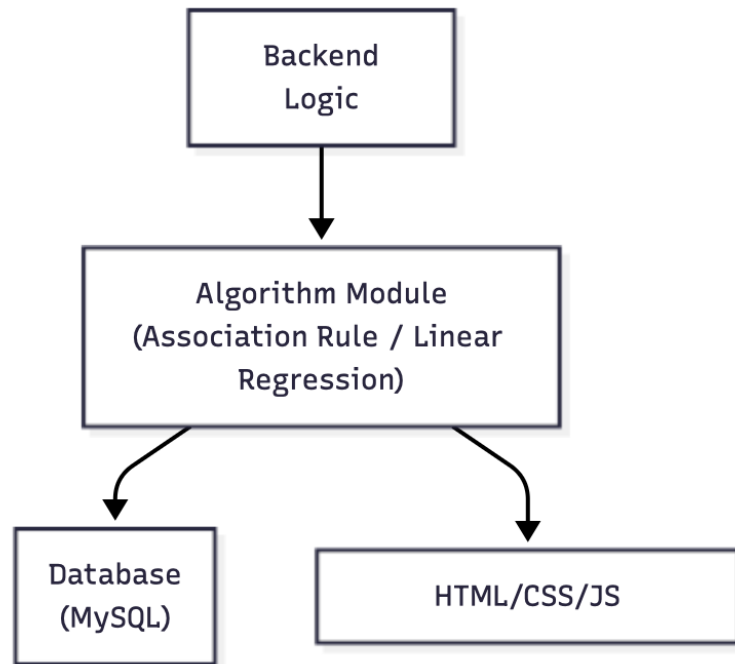 Backend
Logic
Algorithm Module
(Association Rule / Linear
Regression)
Database
(MySQL)
HTML/CSS/JS